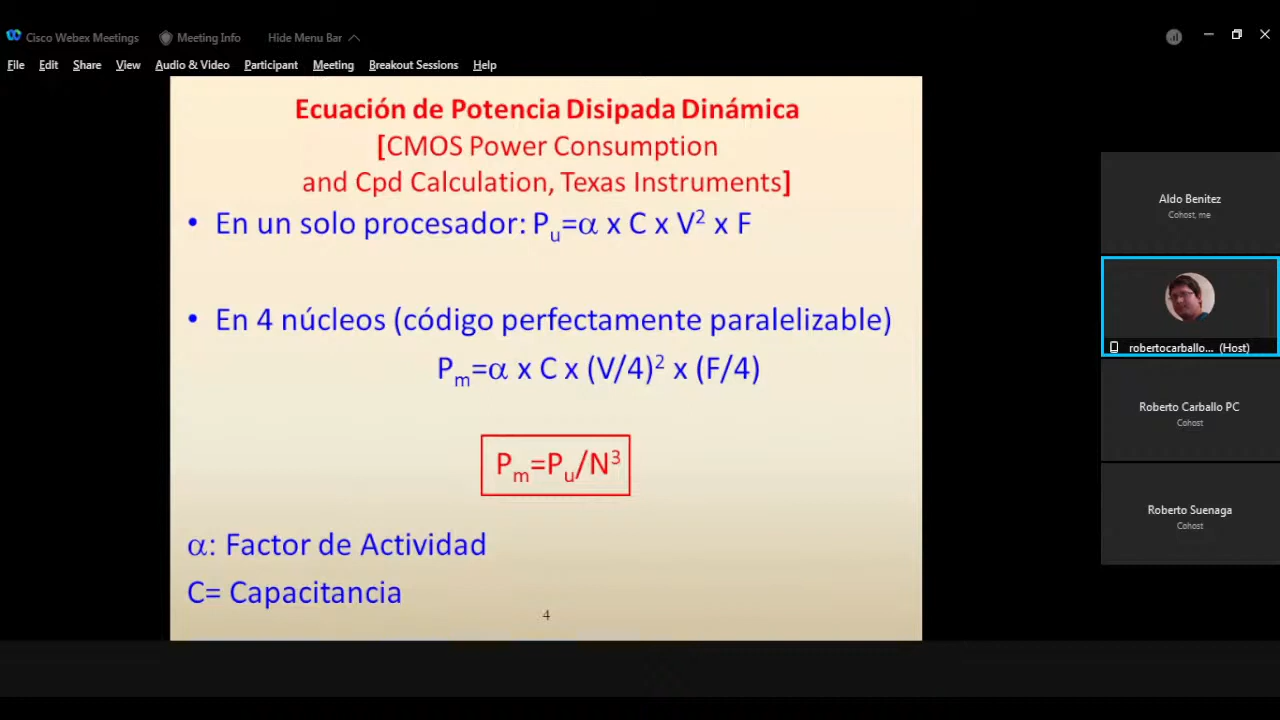 Cisco Webex Meetings Meeting Info Hide Menu Bar
File Edit Share View Audio & Video Participant Meeting Breakout Sessions Help
Ecuación de Potencia Disipada Dinámica
[CMOS Power Consumption
and Cpd Calculation, Texas Instruments]
• En un solo procesador: Pᵤ=α x C x V² x F
• En 4 núcleos (código perfectamente paralelizable)
Pₘ=α x C x (V/4)² x (F/4)
Pₘ=Pᵤ/N³
α: Factor de Actividad
C= Capacitancia
4
Aldo Benitez
Cohost, me
robertocarballo... (Host)
Roberto Carballo PC
Cohost
Roberto Suenaga
Cohost